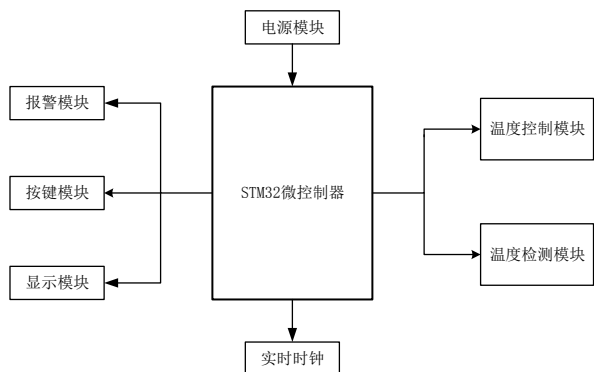 电源模块
报警模块
温度控制模块
按键模块
STM32微控制器
显示模块
温度检测模块
实时时钟